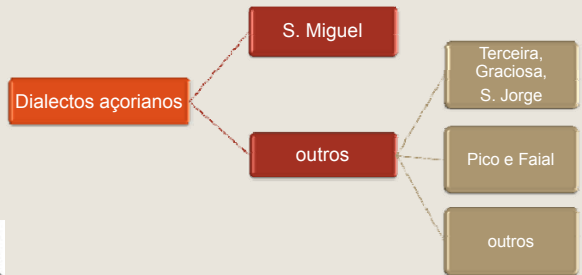 Dialectos açorianos
S. Miguel
outros
Terceira,
Graciosa,
S. Jorge
Pico e Faial
outros